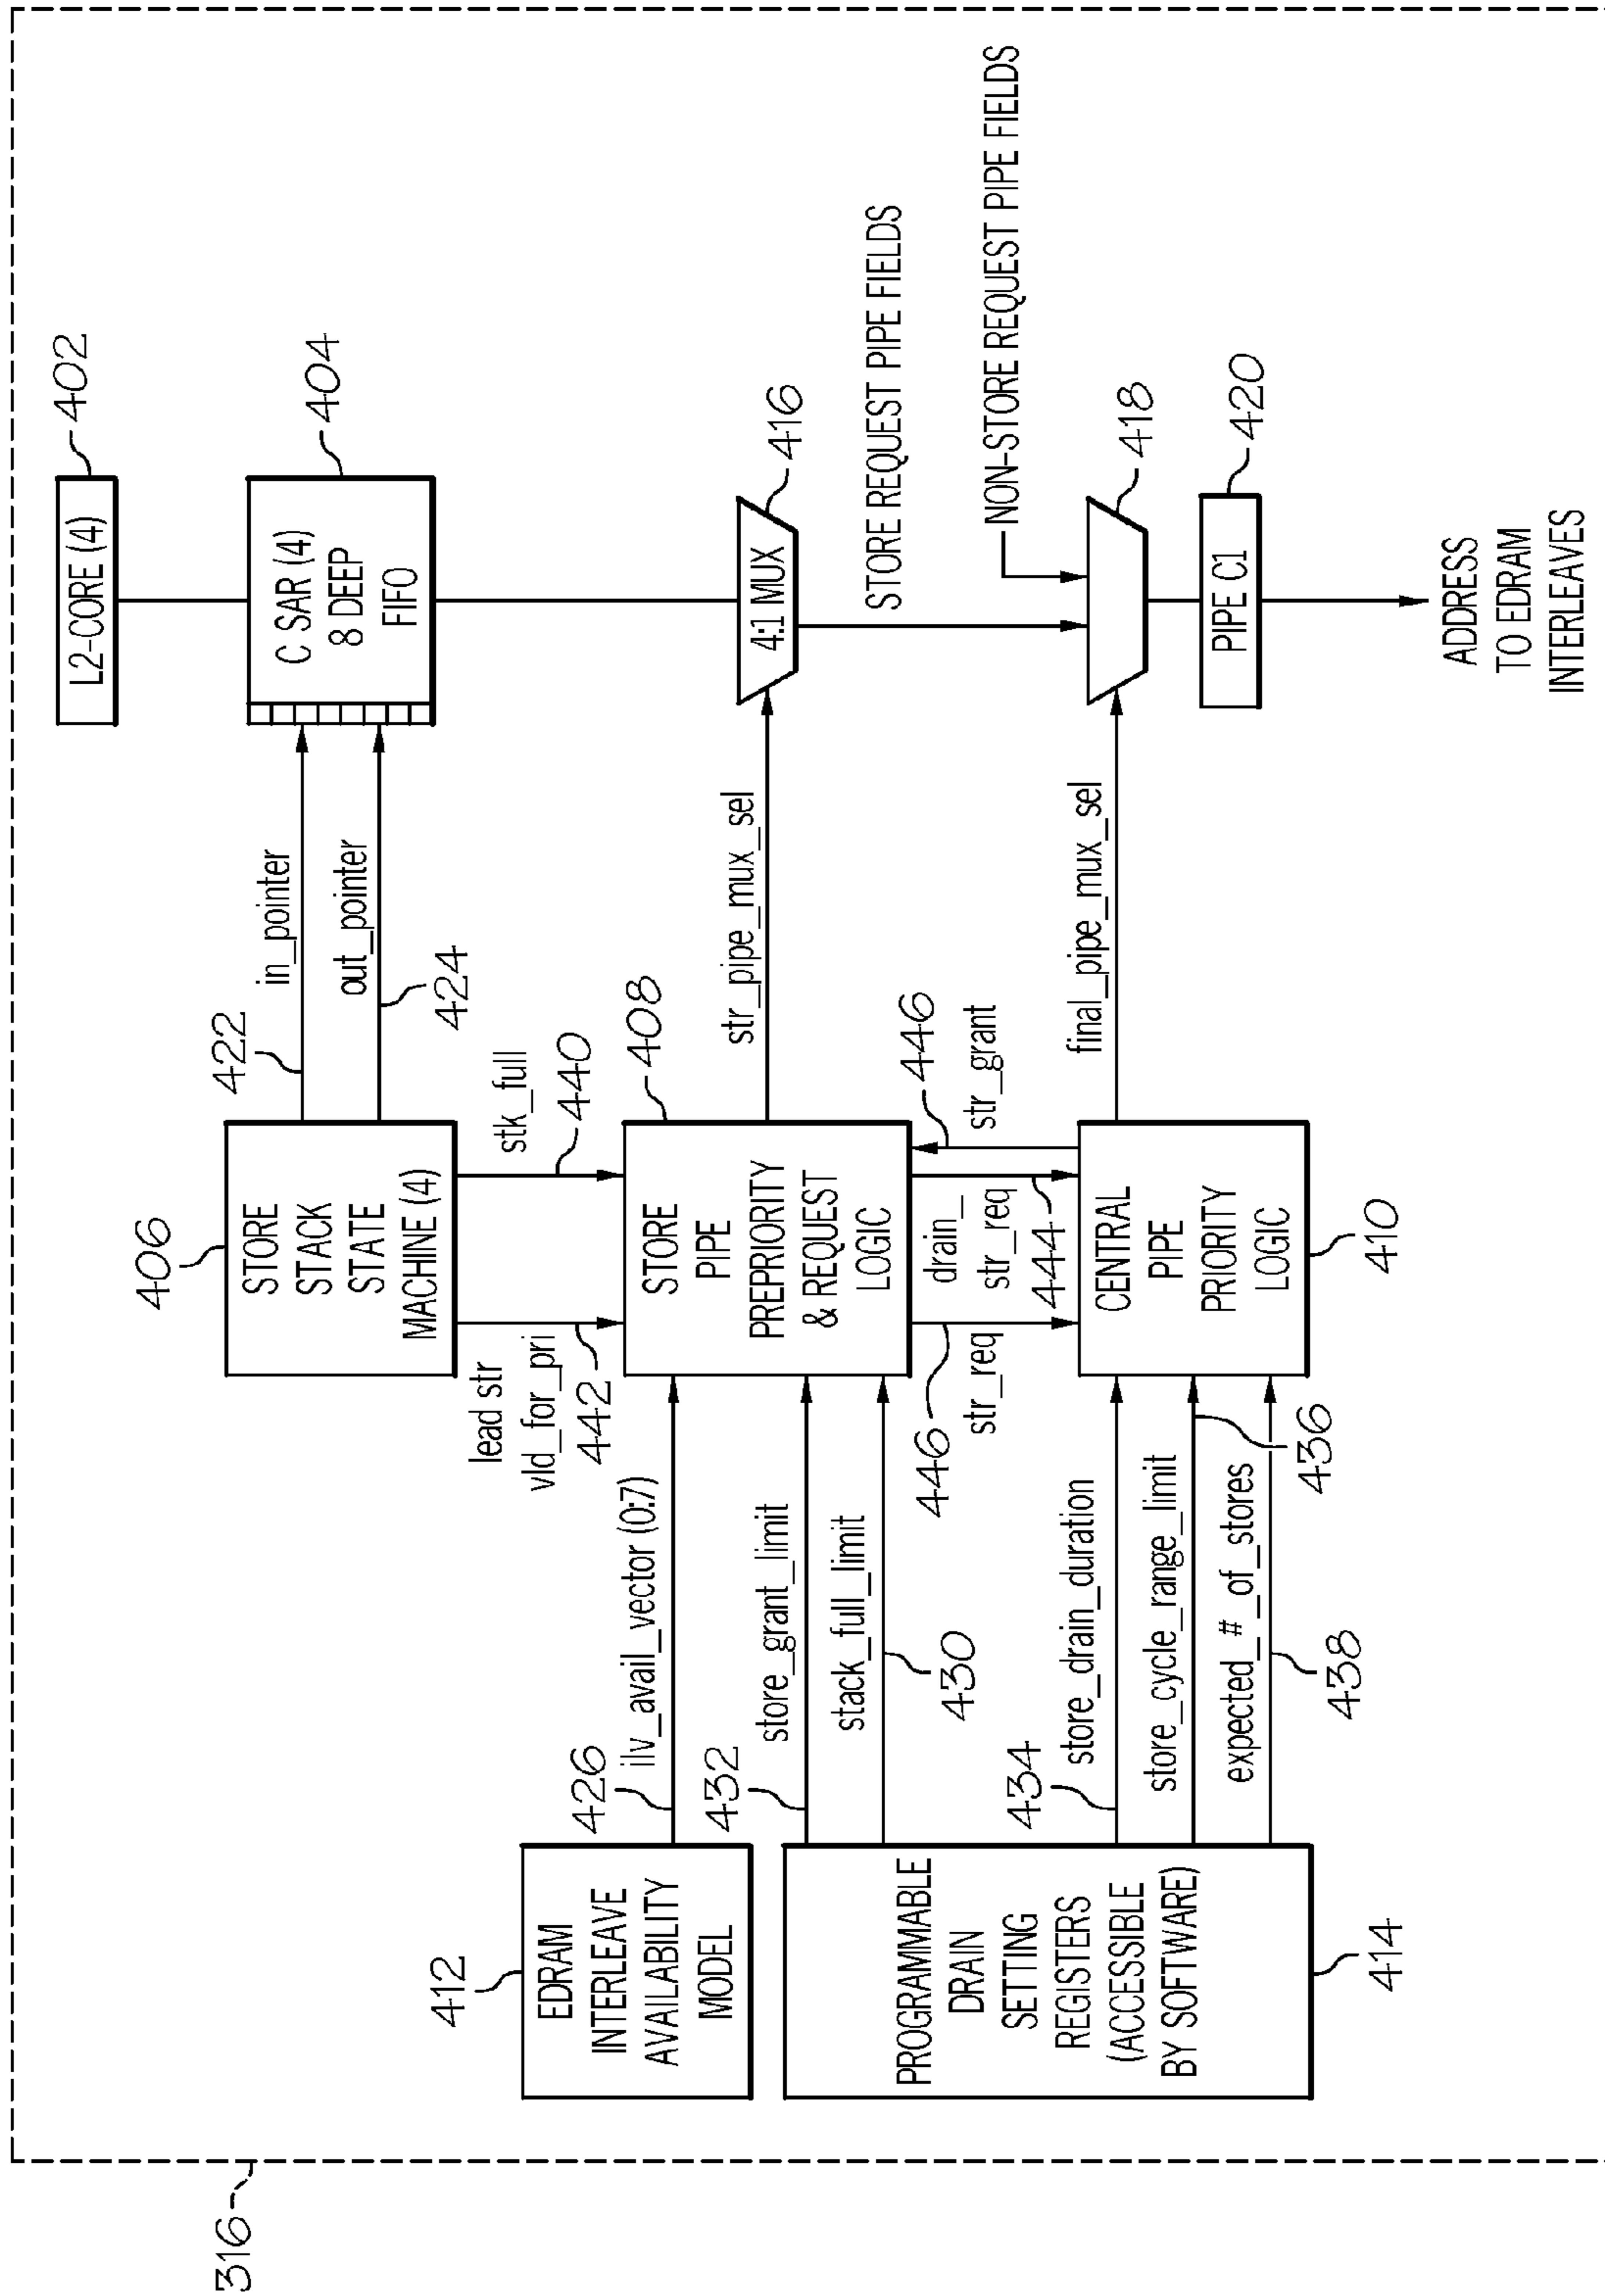 316
L2-CORE (4)
402
C SAR (4)
8 DEEP
FIFO
404
406
STORE
STACK
STATE
MACHINE (4)
422
in_pointer
out_pointer
424
lead str
vld_for_pri
442
stk_full
440
412
EDRAM
INTERLEAVE
AVAILABILITY
MODEL
426
ilv_avail_vector (0:7)
STORE
PIPE
PREPRIORITY
& REQUEST
LOGIC
408
str_pipe_mux_sel
4:1 MUX
416
STORE REQUEST PIPE FIELDS
432
store_grant_limit
stack_full_limit
430
446
str_req
drain_
str_req
444
446
str_grant
NON-STORE REQUEST PIPE FIELDS
PROGRAMMABLE
DRAIN
SETTING
REGISTERS
(ACCESSIBLE
BY SOFTWARE)
414
434
store_drain_duration
store_cycle_range_limit
436
expected_#_of_stores
438
CENTRAL
PIPE
PRIORITY
LOGIC
410
final_pipe_mux_sel
418
PIPE C1
420
ADDRESS
TO EDRAM
INTERLEAVES